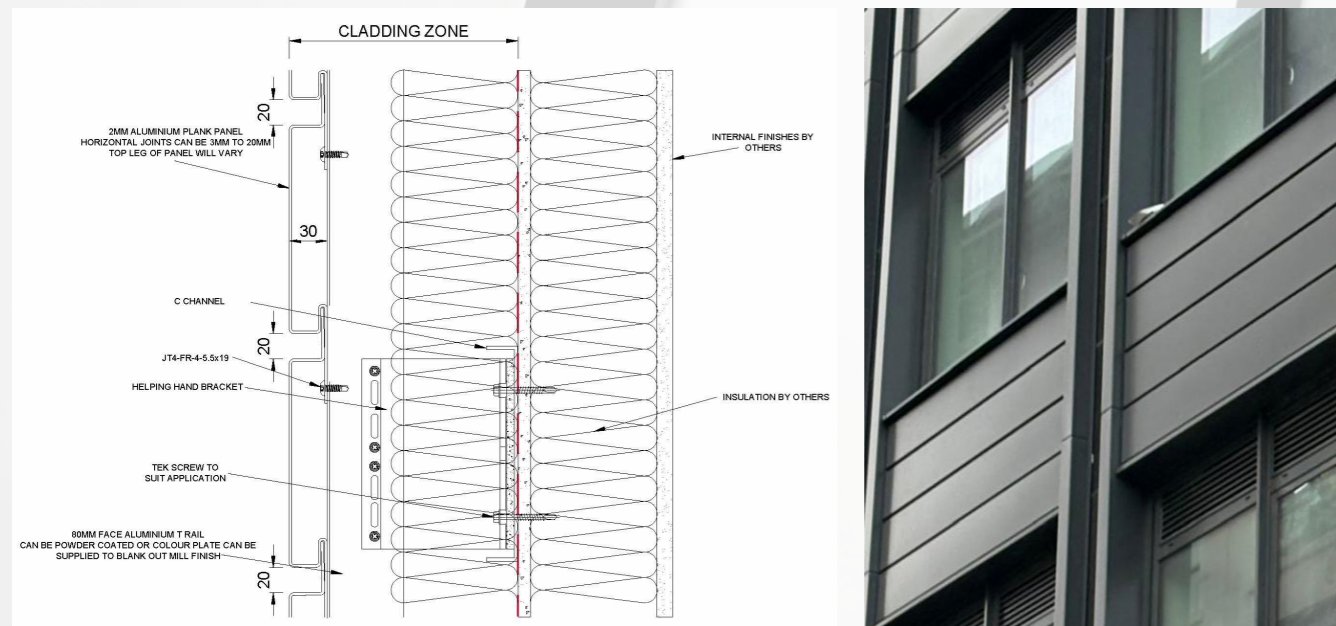 CLADDING ZONE
20
2MM ALUMINIUM PLANK PANEL
HORIZONTAL JOINTS CAN BE 3MM TO 20MM
TOP LEG OF PANEL WILL VARY
INTERNAL FINISHES BY
OTHERS
30
C CHANNEL
20
JT4-FR-4-5.5x19
HELPING HAND BRACKET
INSULATION BY OTHERS
TEK SCREW TO
SUIT APPLICATION
80MM FACE ALUMINIUM T RAIL
CAN BE POWDER COATED OR COLOUR PLATE CAN BE
SUPPLIED TO BLANK OUT MILL FINISH
20